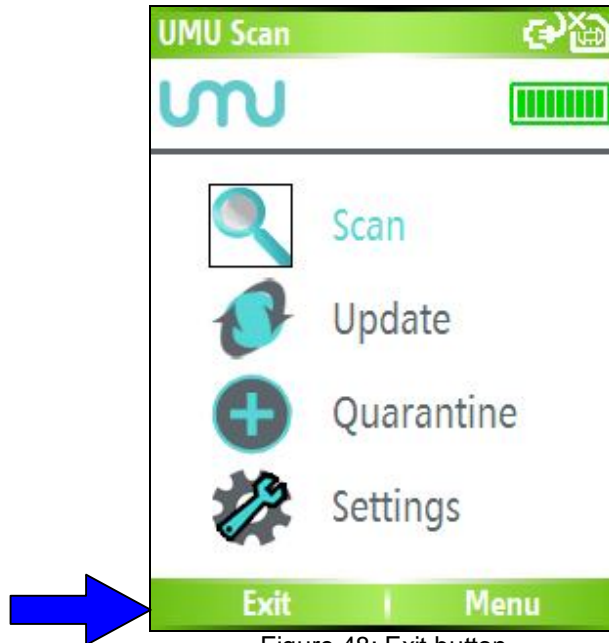 UMU Scan
umu
Scan
Update
Quarantine
Settings
Exit Menu
Figure 48: Exit button